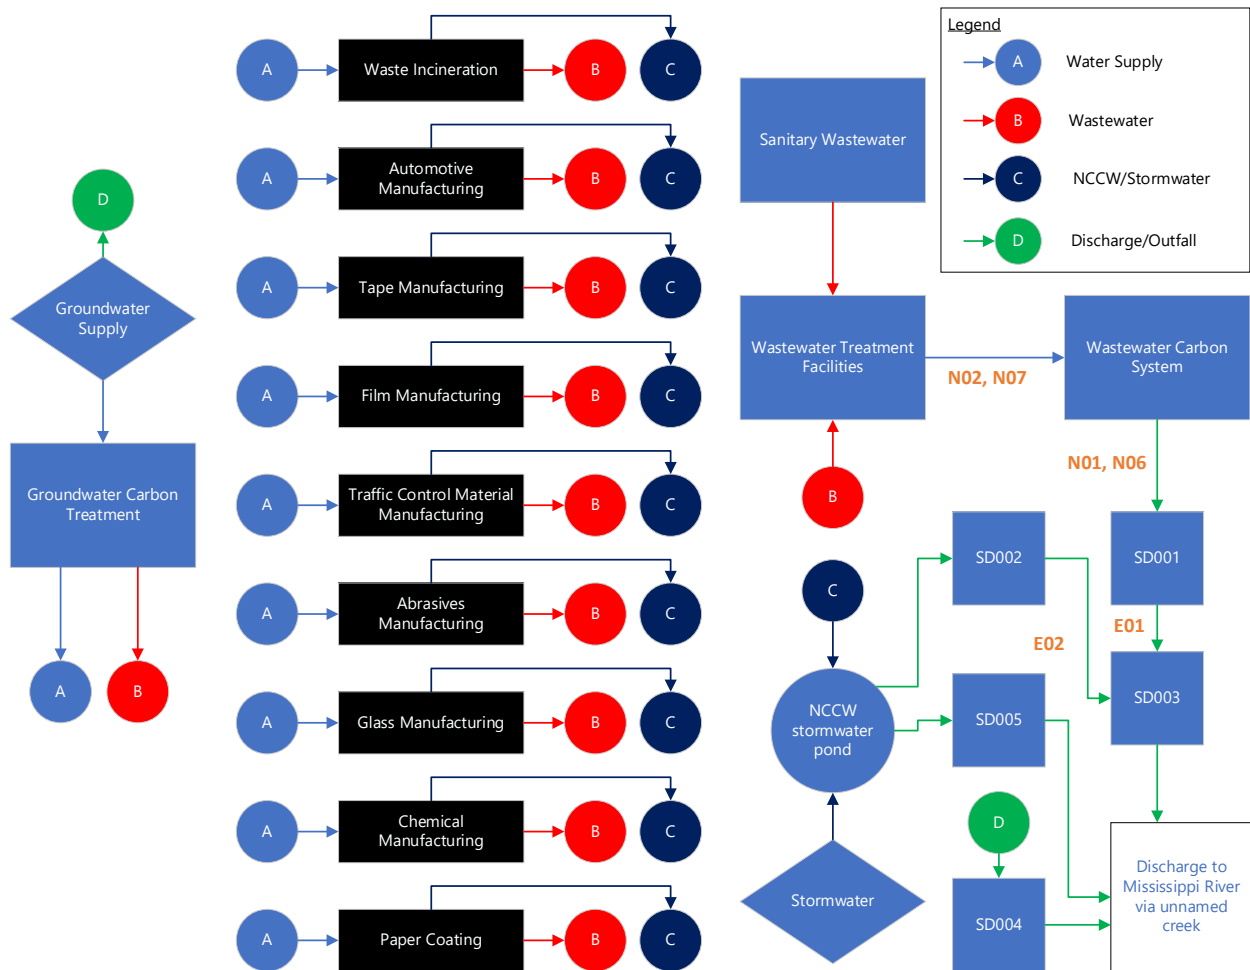 D
Groundwater
Supply
Groundwater Carbon
Treatment
A
B
A
Waste Incineration
B
C
A
Automotive
Manufacturing
B
C
A
Tape Manufacturing
B
C
A
Film Manufacturing
B
C
A
Traffic Control Material
Manufacturing
B
C
A
Abrasives
Manufacturing
B
C
A
Glass Manufacturing
B
C
A
Chemical
Manufacturing
B
C
A
Paper Coating
B
C
Legend
A
Water Supply
B
Wastewater
C
NCCW/Stormwater
D
Discharge/Outfall
Sanitary Wastewater
Wastewater Treatment
Facilities
N02, N07
Wastewater Carbon
System
B
N01, N06
C
SD002
SD001
E02
E01
NCCW
stormwater
pond
SD005
SD003
Stormwater
D
SD004
Discharge to
Mississippi River
via unnamed
creek